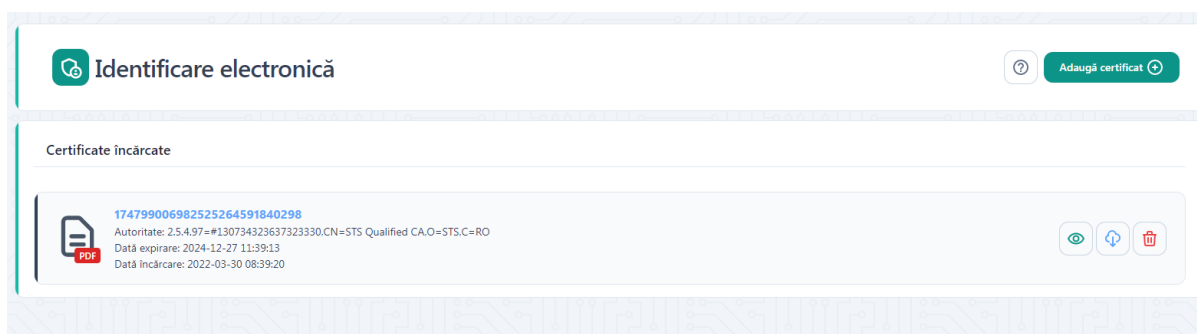 Identificare electronică
Adaugă certificat
Certificate încărcate
174799006982525264591840298
Autoritate: 2.5.4.97=#130734323637323330,CN=STS Qualified CA,O=STS,C=RO
Dată expirare: 2024-12-27 11:39:13
Dată încărcare: 2022-03-30 08:39:20
PDF